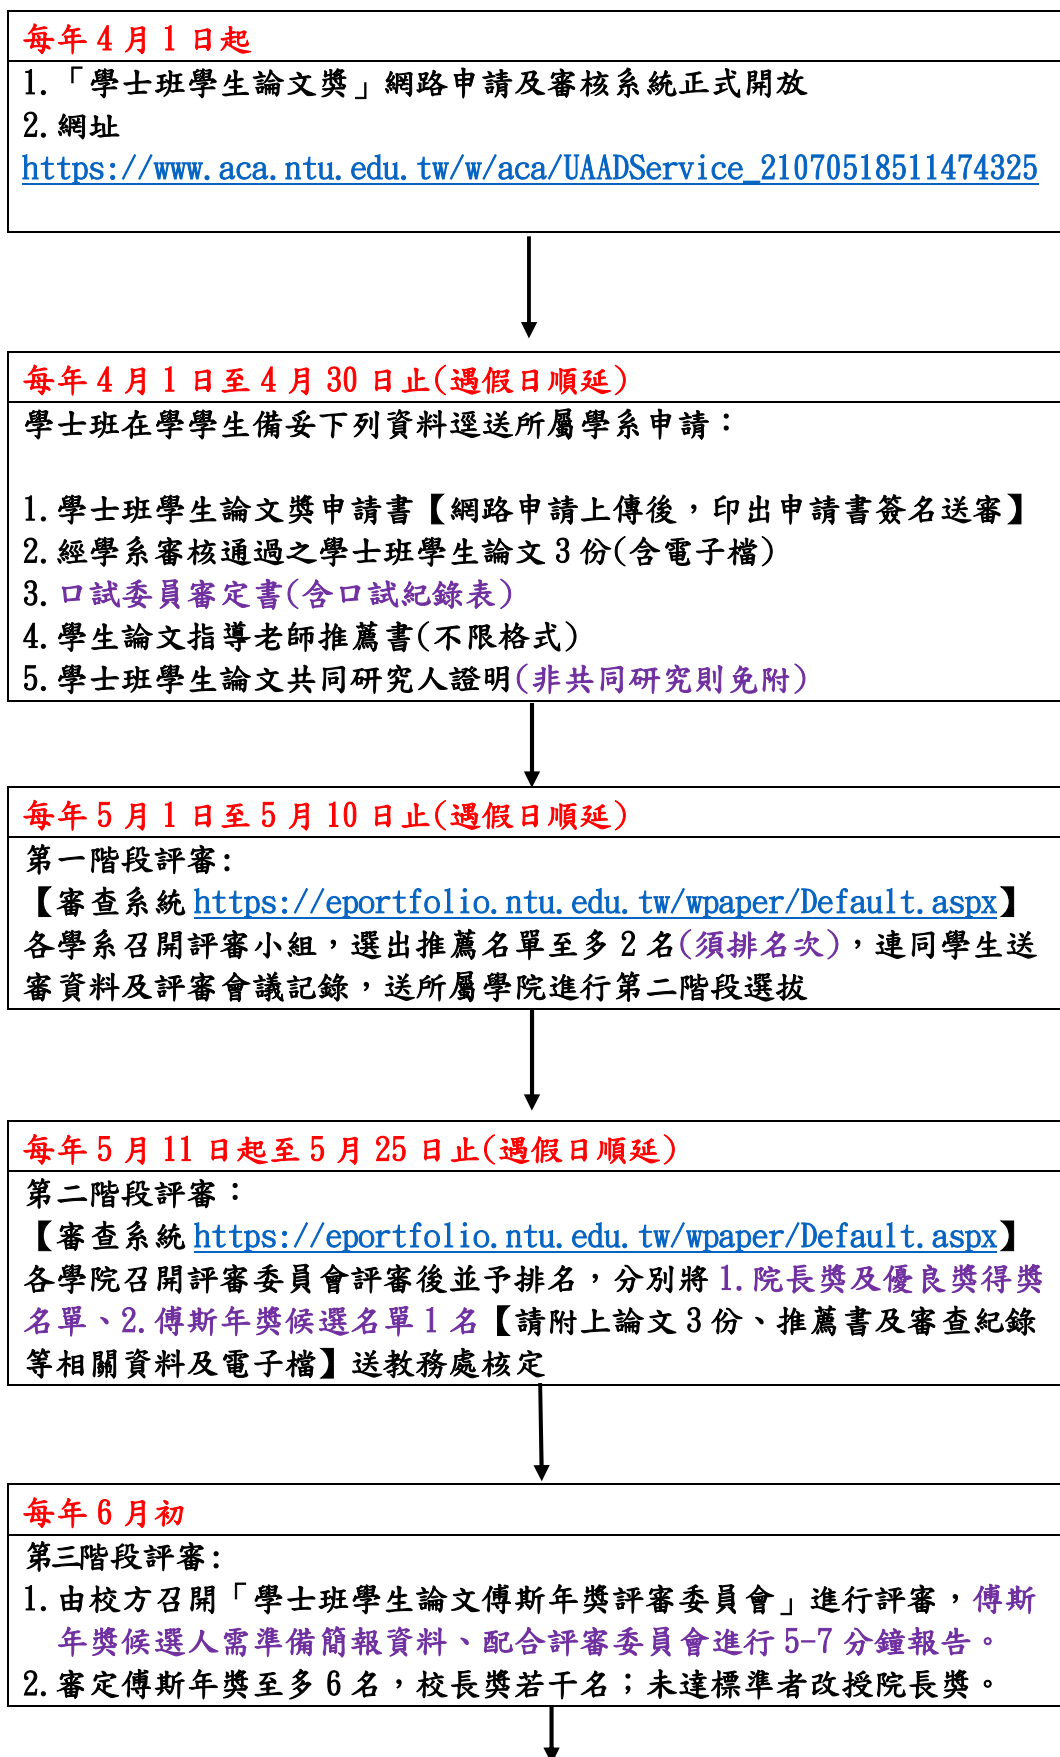 每年4月1日起
1.「學士班學生論文獎」網路申請及審核系統正式開放
2.網址
https://www.aca.ntu.edu.tw/w/aca/UAADService_21070518511474325
每年4月1日至4月30日止(遇假日順延)
學士班在學學生備妥下列資料逕送所屬學系申請：
1.學士班學生論文獎申請書【網路申請上傳後，印出申請書簽名送審】
2.經學系審核通過之學士班學生論文3份(含電子檔)
3.口試委員審定書(含口試紀錄表)
4.學生論文指導老師推薦書(不限格式)
5.學士班學生論文共同研究人證明(非共同研究則免附)
每年5月1日至5月10日止(遇假日順延)
第一階段評審:
【審查系統https://eportfolio.ntu.edu.tw/wpaper/Default.aspx】
各學系召開評審小組，選出推薦名單至多2名(須排名次)，連同學生送
審資料及評審會議記錄，送所屬學院進行第二階段選拔
每年5月11日起至5月25日止(遇假日順延)
第二階段評審：
【審查系統https://eportfolio.ntu.edu.tw/wpaper/Default.aspx】
各學院召開評審委員會評審後並予排名，分別將1.院長獎及優良獎得獎
名單、2.傅斯年獎候選名單1名【請附上論文3份、推薦書及審查紀錄
等相關資料及電子檔】送教務處核定
每年6月初
第三階段評審:
1.由校方召開「學士班學生論文傅斯年獎評審委員會」進行評審，傅斯
年獎候選人需準備簡報資料、配合評審委員會進行5-7分鐘報告。
2.審定傅斯年獎至多6名，校長獎若干名；未達標準者改授院長獎。